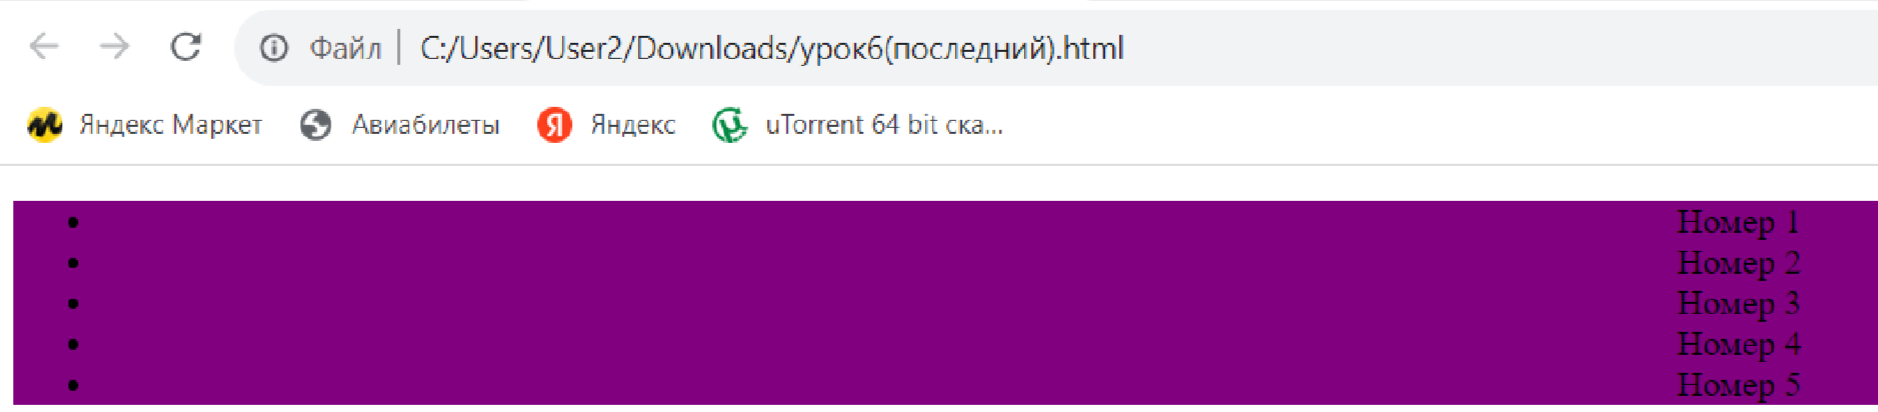 Файл | C:/Users/User2/Downloads/урок6(последний).html
Яндекс Маркет Авиабилеты Яндекс uTorrent 64 bit ска...
• Номер 1
• Номер 2
• Номер 3
• Номер 4
• Номер 5